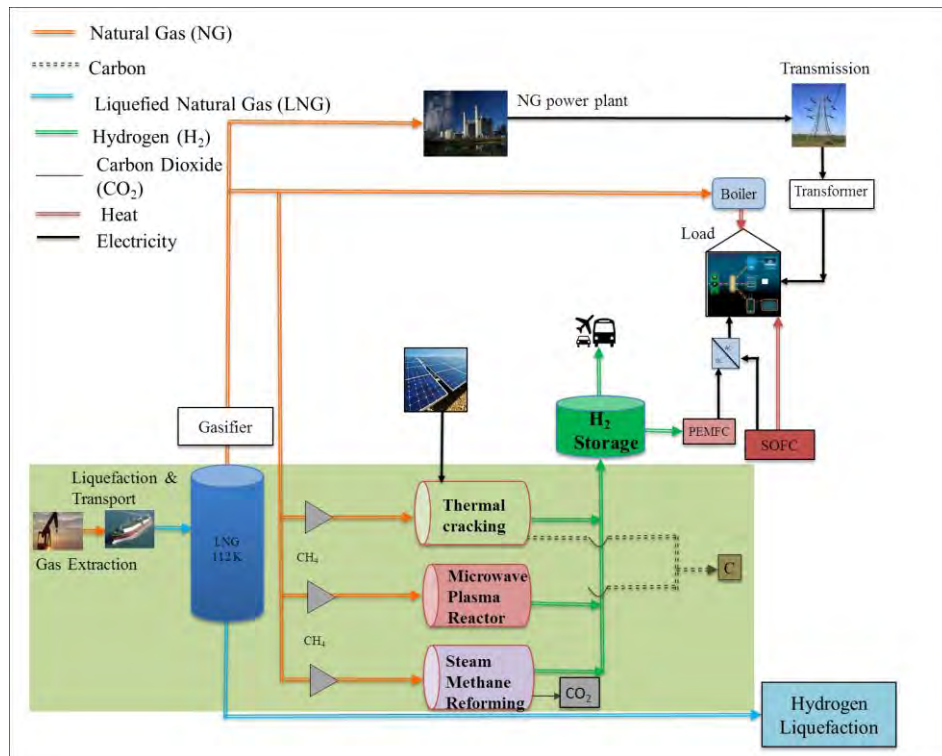 Natural Gas (NG)
Carbon
Liquefied Natural Gas (LNG)
Hydrogen (H₂)
Carbon Dioxide
(CO₂)
Heat
Electricity
NG power plant
Transmission
Boiler
Transformer
Load
Gasifier
H₂
Storage
PEMFC
SOFC
Liquefaction &
Transport
Gas Extraction
LNG
112 K
CH₄
CH₄
Thermal
cracking
Microwave
Plasma
Reactor
Steam
Methane
Reforming
CO₂
C
Hydrogen
Liquefaction